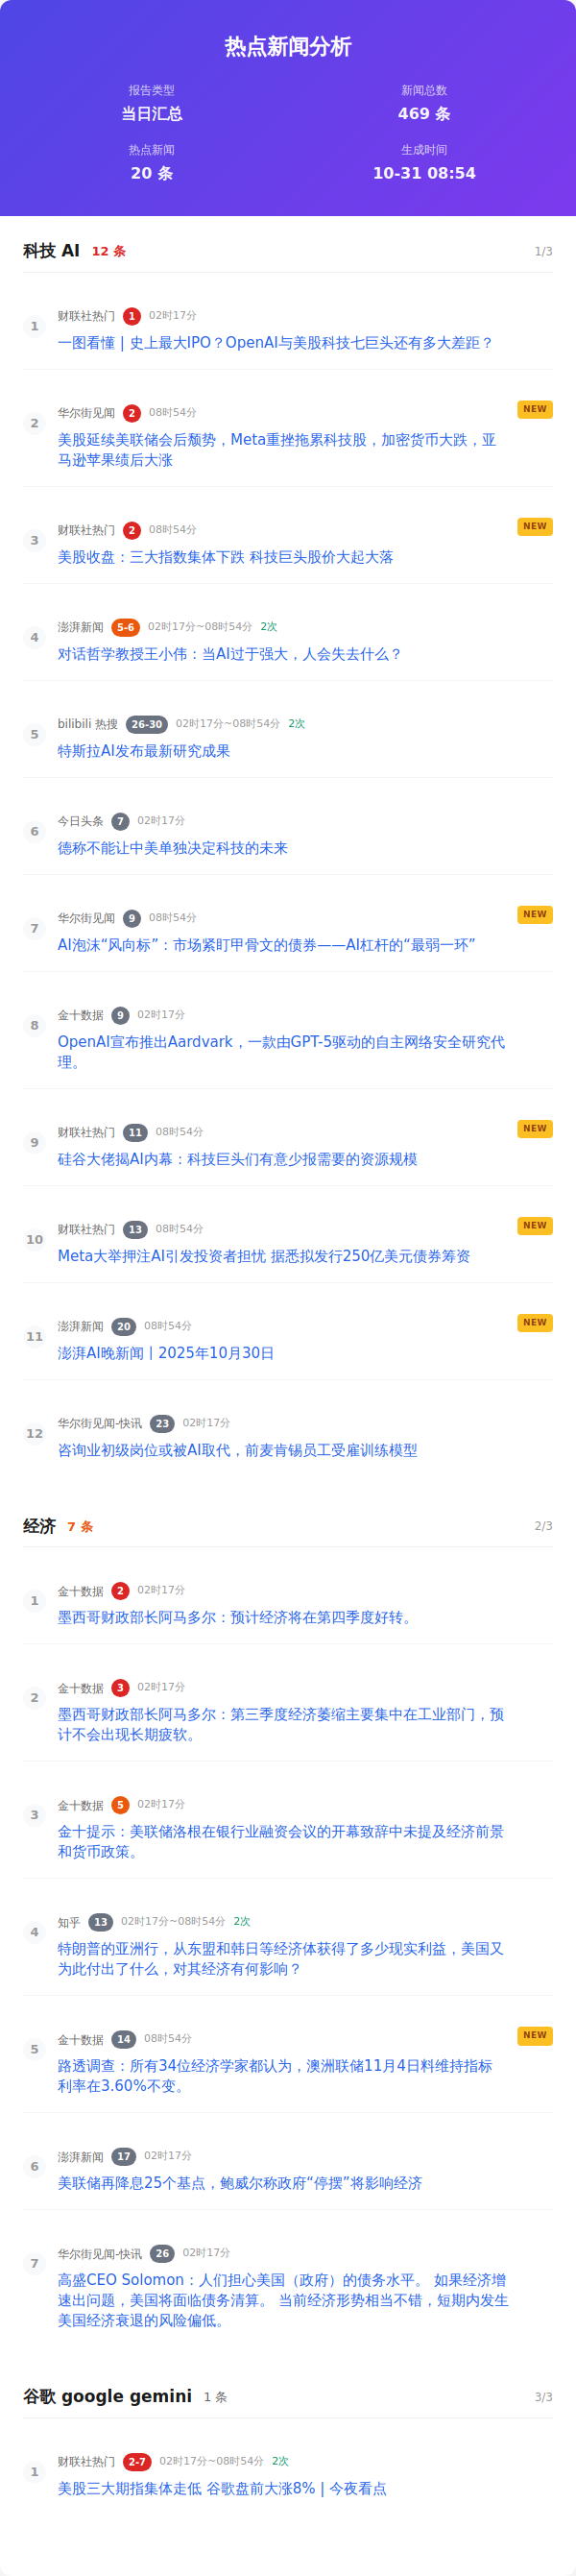 热点新闻分析
报告类型
当日汇总
新闻总数
469 条
热点新闻
20 条
生成时间
10-31 08:54
科技 AI 12 条 1/3
1 财联社热门 1 02时17分
一图看懂 | 史上最大IPO？OpenAI与美股科技七巨头还有多大差距？
2 华尔街见闻 2 08时54分 NEW
美股延续美联储会后颓势，Meta重挫拖累科技股，加密货币大跌，亚
马逊苹果绩后大涨
3 财联社热门 2 08时54分 NEW
美股收盘：三大指数集体下跌 科技巨头股价大起大落
4 澎湃新闻 5-6 02时17分~08时54分 2次
对话哲学教授王小伟：当AI过于强大，人会失去什么？
5 bilibili 热搜 26-30 02时17分~08时54分 2次
特斯拉AI发布最新研究成果
6 今日头条 7 02时17分
德称不能让中美单独决定科技的未来
7 华尔街见闻 9 08时54分 NEW
AI泡沫“风向标”：市场紧盯甲骨文的债券——AI杠杆的“最弱一环”
8 金十数据 9 02时17分
OpenAI宣布推出Aardvark，一款由GPT-5驱动的自主网络安全研究代
理。
9 财联社热门 11 08时54分 NEW
硅谷大佬揭AI内幕：科技巨头们有意少报需要的资源规模
10 财联社热门 13 08时54分 NEW
Meta大举押注AI引发投资者担忧 据悉拟发行250亿美元债券筹资
11 澎湃新闻 20 08时54分 NEW
澎湃AI晚新闻丨2025年10月30日
12 华尔街见闻-快讯 23 02时17分
咨询业初级岗位或被AI取代，前麦肯锡员工受雇训练模型
经济 7 条 2/3
1 金十数据 2 02时17分
墨西哥财政部长阿马多尔：预计经济将在第四季度好转。
2 金十数据 3 02时17分
墨西哥财政部长阿马多尔：第三季度经济萎缩主要集中在工业部门，预
计不会出现长期疲软。
3 金十数据 5 02时17分
金十提示：美联储洛根在银行业融资会议的开幕致辞中未提及经济前景
和货币政策。
4 知乎 13 02时17分~08时54分 2次
特朗普的亚洲行，从东盟和韩日等经济体获得了多少现实利益，美国又
为此付出了什么，对其经济有何影响？
5 金十数据 14 08时54分 NEW
路透调查：所有34位经济学家都认为，澳洲联储11月4日料维持指标
利率在3.60%不变。
6 澎湃新闻 17 02时17分
美联储再降息25个基点，鲍威尔称政府“停摆”将影响经济
7 华尔街见闻-快讯 26 02时17分
高盛CEO Solomon：人们担心美国（政府）的债务水平。 如果经济增
速出问题，美国将面临债务清算。 当前经济形势相当不错，短期内发生
美国经济衰退的风险偏低。
谷歌 google gemini 1 条 3/3
1 财联社热门 2-7 02时17分~08时54分 2次
美股三大期指集体走低 谷歌盘前大涨8% | 今夜看点